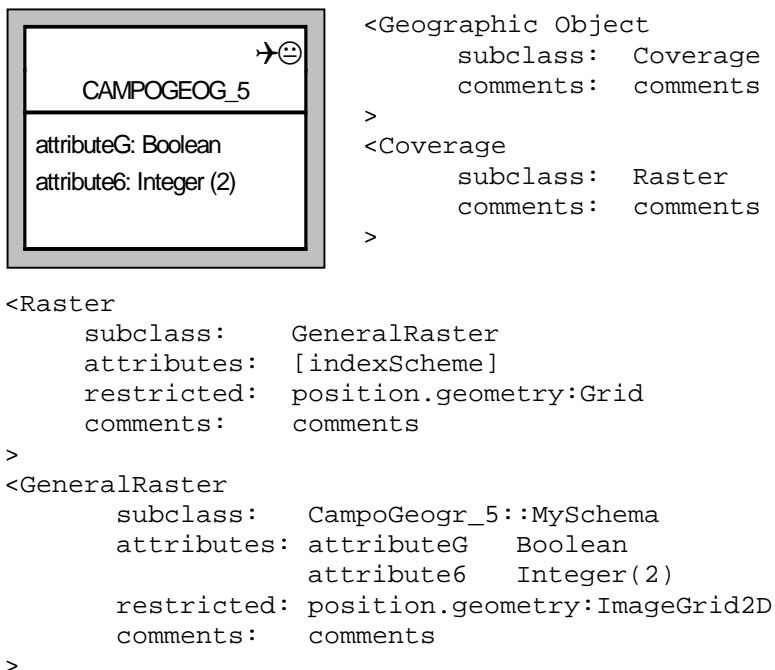 CAMPOGEOG_5
attributeG: Boolean
attribute6: Integer (2)
<Geographic Object
subclass: Coverage
comments: comments
>
<Coverage
subclass: Raster
comments: comments
>
<Raster
subclass: GeneralRaster
attributes: [indexScheme]
restricted: position.geometry:Grid
comments: comments
>
<GeneralRaster
subclass: CampoGeogr_5::MySchema
attributes: attributeG Boolean
attribute6 Integer(2)
restricted: position.geometry:ImageGrid2D
comments: comments
>